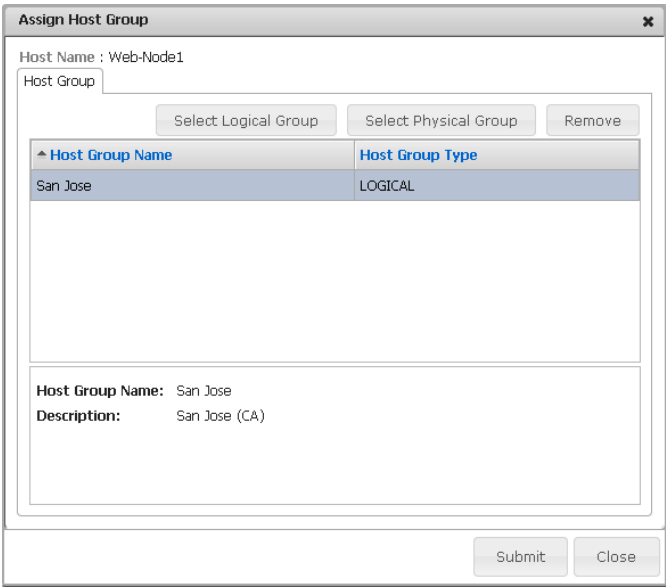 Assign Host Group
Host Name : Web-Node1
Host Group
Select Logical Group Select Physical Group Remove
Host Group Name Host Group Type
San Jose LOGICAL
Host Group Name: San Jose
Description: San Jose (CA)
Submit Close